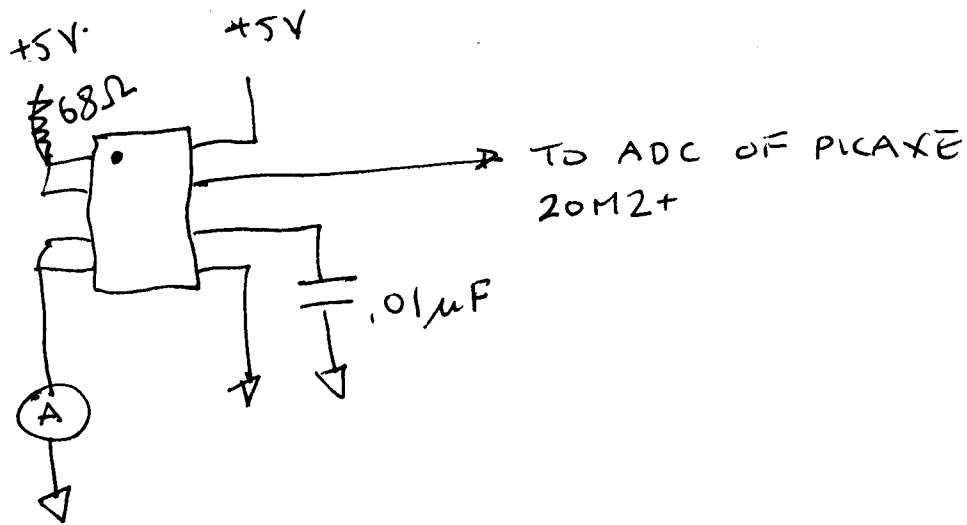 +5V.
+5V
68Ω
TO ADC OF PICAXE
20M2+
.01µF
A